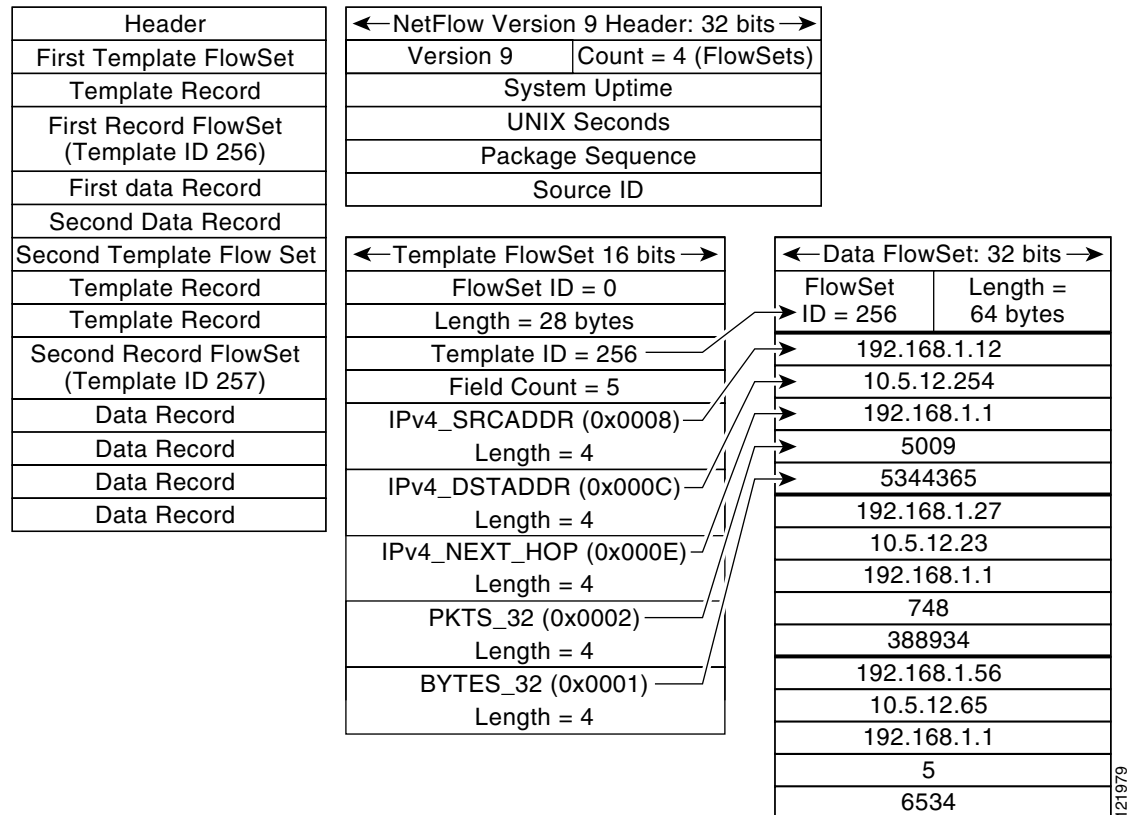 Header
First Template FlowSet
Template Record
First Record FlowSet
(Template ID 256)
First data Record
Second Data Record
Second Template Flow Set
Template Record
Template Record
Second Record FlowSet
(Template ID 257)
Data Record
Data Record
Data Record
Data Record
NetFlow Version 9 Header: 32 bits
Version 9
Count = 4 (FlowSets)
System Uptime
UNIX Seconds
Package Sequence
Source ID
Template FlowSet 16 bits
FlowSet ID = 0
Length = 28 bytes
Template ID = 256
Field Count = 5
IPv4_SRCADDR (0x0008)
Length = 4
IPv4_DSTADDR (0x000C)
Length = 4
IPv4_NEXT_HOP (0x000E)
Length = 4
PKTS_32 (0x0002)
Length = 4
BYTES_32 (0x0001)
Length = 4
Data FlowSet: 32 bits
FlowSet
ID = 256
Length =
64 bytes
192.168.1.12
10.5.12.254
192.168.1.1
5009
5344365
192.168.1.27
10.5.12.23
192.168.1.1
748
388934
192.168.1.56
10.5.12.65
192.168.1.1
5
6534
121979